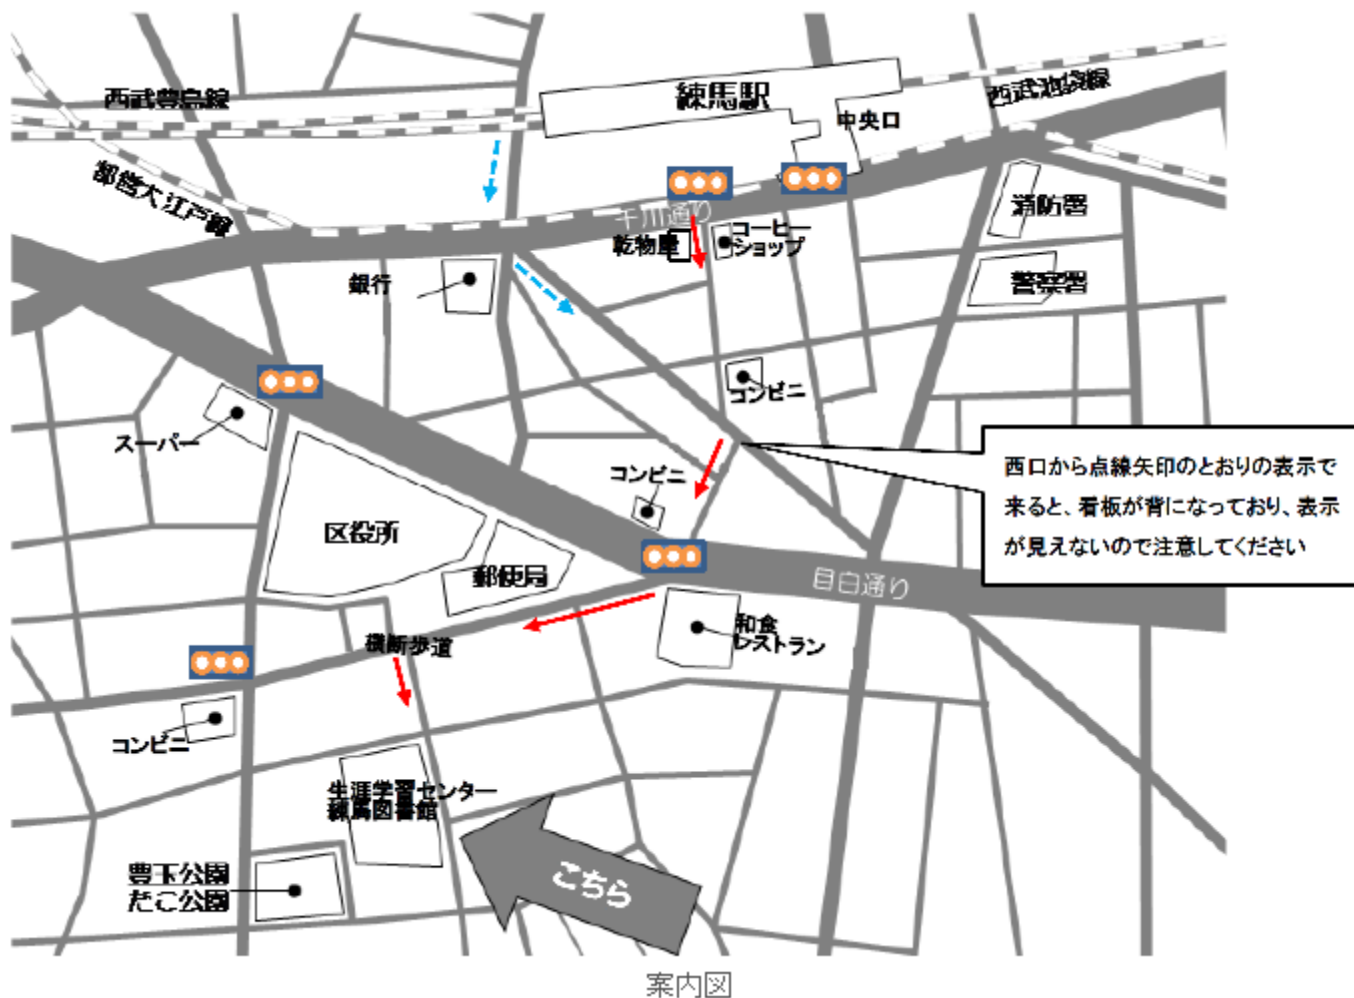 西武豊島線
練馬駅
西武池袋線
中央口
都営大江戸線
千川通り
消防署
乾物屋
コーヒー
ショップ
銀行
警察署
コンビニ
スーパー
コンビニ
西口から点線矢印のとおりの表示で
来ると、看板が背になっており、表示
が見えないので注意してください
区役所
郵便局
目白通り
和食
レストラン
横断歩道
コンビニ
生涯学習センター
練馬図書館
豊玉公園
たこ公園
こちら
案内図